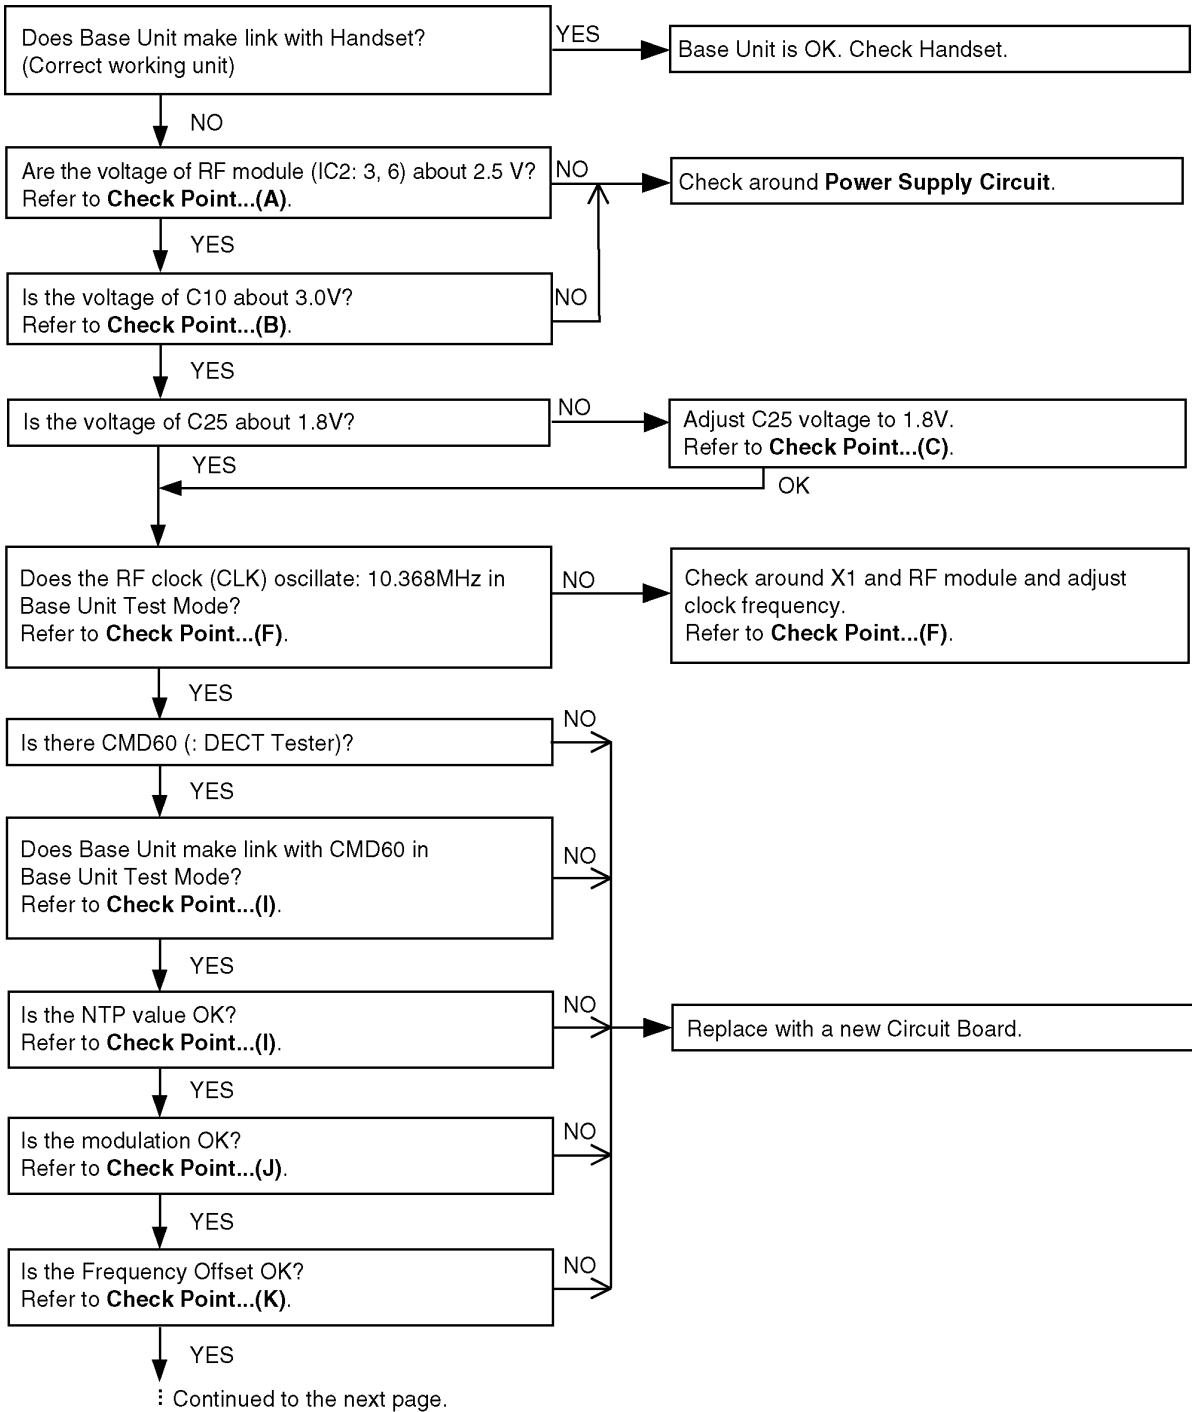 Does Base Unit make link with Handset?
(Correct working unit)
YES
Base Unit is OK. Check Handset.
NO
Are the voltage of RF module (IC2: 3, 6) about 2.5 V?
Refer to Check Point...(A).
NO
Check around Power Supply Circuit.
YES
Is the voltage of C10 about 3.0V?
Refer to Check Point...(B).
NO
YES
Is the voltage of C25 about 1.8V?
NO
Adjust C25 voltage to 1.8V.
Refer to Check Point...(C).
YES
OK
Does the RF clock (CLK) oscillate: 10.368MHz in
Base Unit Test Mode?
Refer to Check Point...(F).
NO
Check around X1 and RF module and adjust
clock frequency.
Refer to Check Point...(F).
YES
Is there CMD60 (: DECT Tester)?
NO
YES
Does Base Unit make link with CMD60 in
Base Unit Test Mode?
Refer to Check Point...(I).
NO
YES
Is the NTP value OK?
Refer to Check Point...(I).
NO
Replace with a new Circuit Board.
YES
Is the modulation OK?
Refer to Check Point...(J).
NO
YES
Is the Frequency Offset OK?
Refer to Check Point...(K).
NO
YES
Continued to the next page.